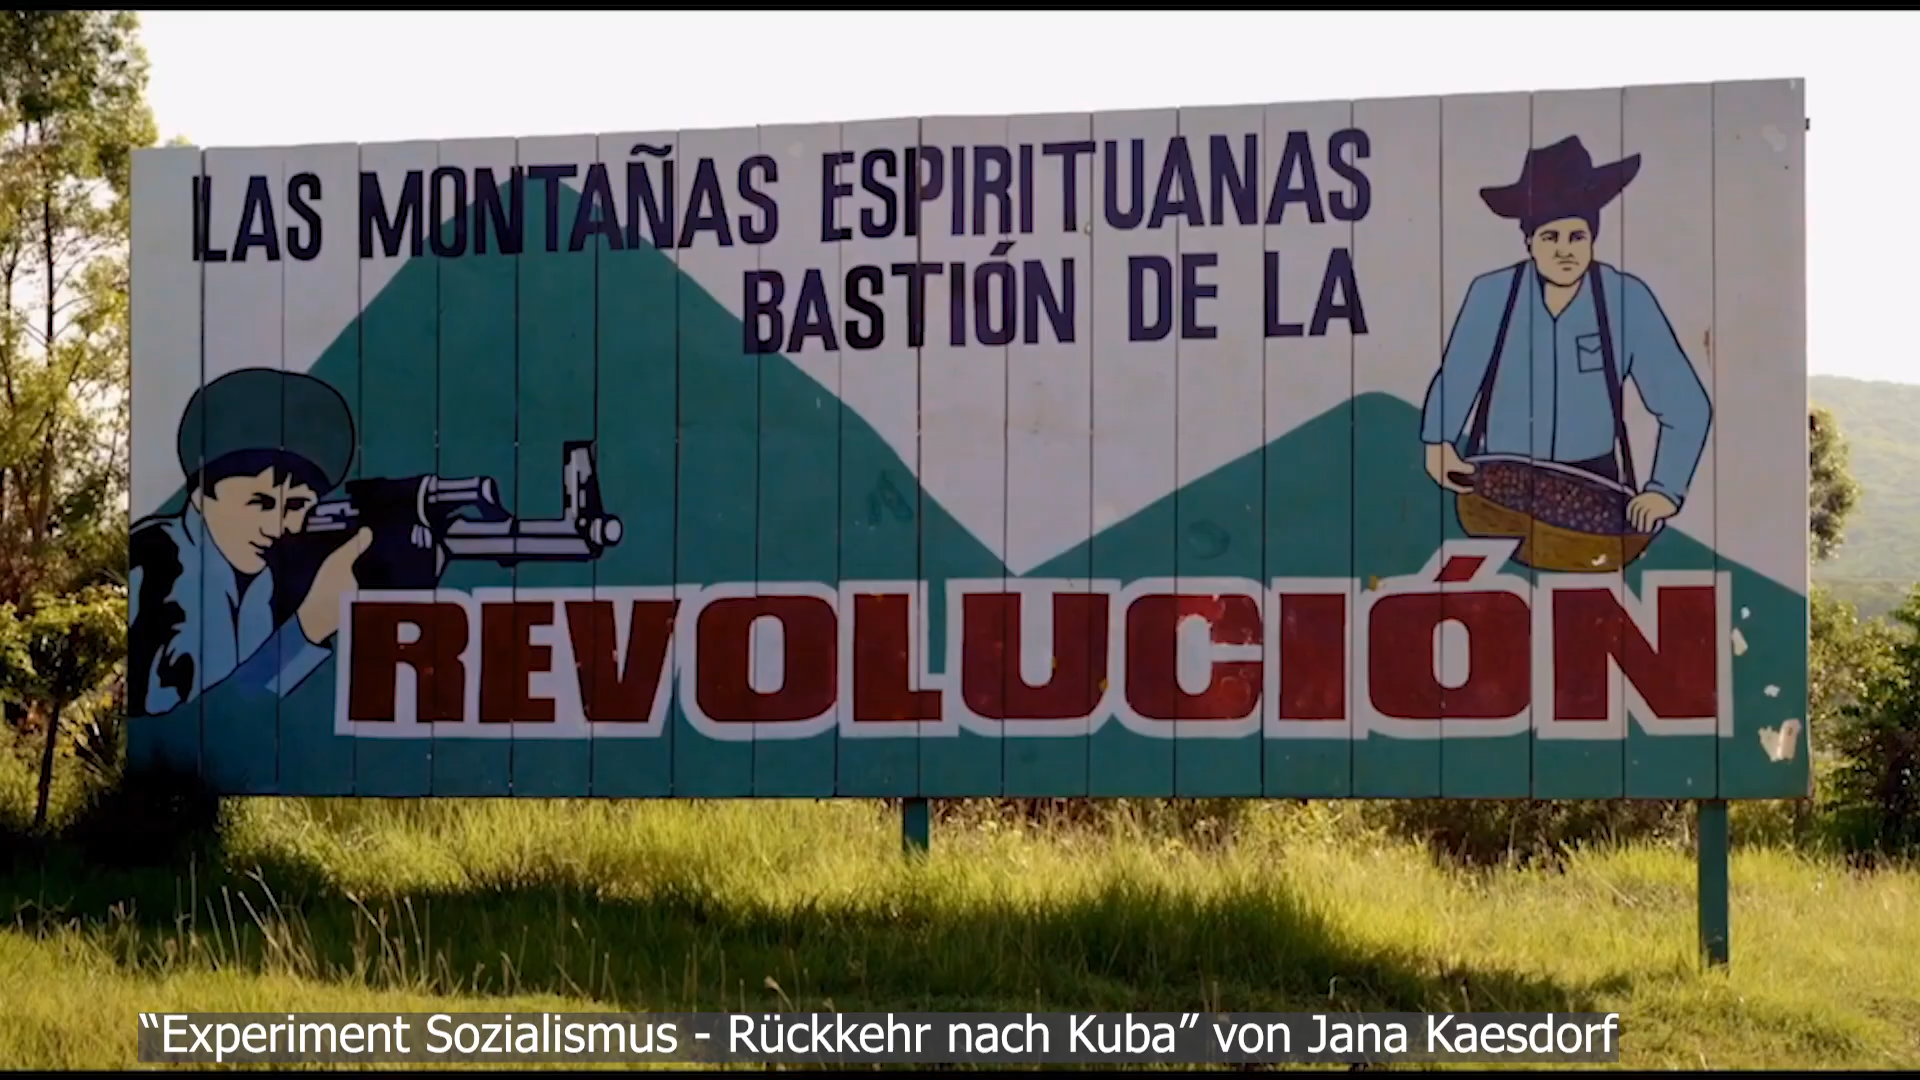 LAS MONTAÑAS ESPIRITUANAS
BASTIÓN DE LA
REVOLUCIÓN
“Experiment Sozialismus - Rückkehr nach Kuba” von Jana Kaesdorf